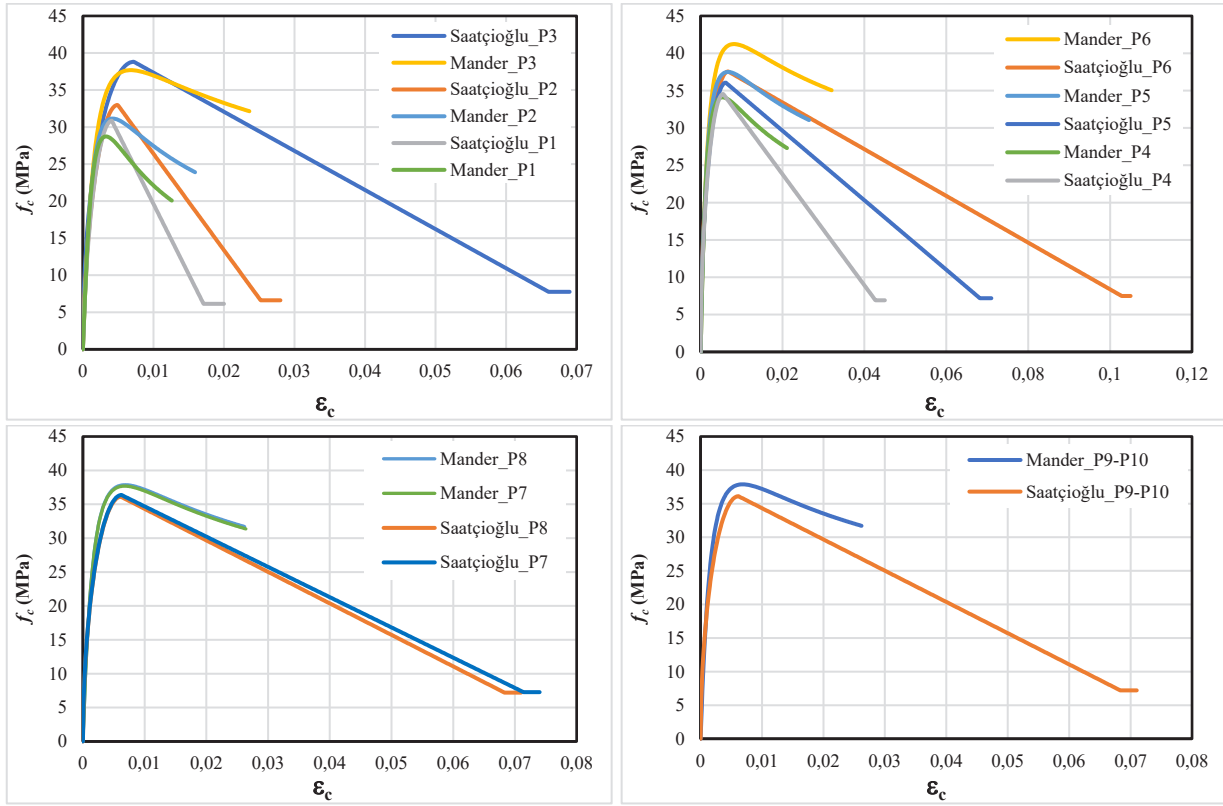 f_c (MPa)
45
40
35
30
25
20
15
10
5
0
Saatçioğlu_P3
Mander_P3
Saatçioğlu_P2
Mander_P2
Saatçioğlu_P1
Mander_P1
0 0,01 0,02 0,03 0,04 0,05 0,06 0,07
ε_c
f_c (MPa)
45
40
35
30
25
20
15
10
5
0
Mander_P6
Saatçioğlu_P6
Mander_P5
Saatçioğlu_P5
Mander_P4
Saatçioğlu_P4
0 0,02 0,04 0,06 0,08 0,1 0,12
ε_c
f_c (MPa)
45
40
35
30
25
20
15
10
5
0
Mander_P8
Mander_P7
Saatçioğlu_P8
Saatçioğlu_P7
0 0,01 0,02 0,03 0,04 0,05 0,06 0,07 0,08
ε_c
f_c (MPa)
45
40
35
30
25
20
15
10
5
0
Mander_P9-P10
Saatçioğlu_P9-P10
0 0,01 0,02 0,03 0,04 0,05 0,06 0,07 0,08
ε_c